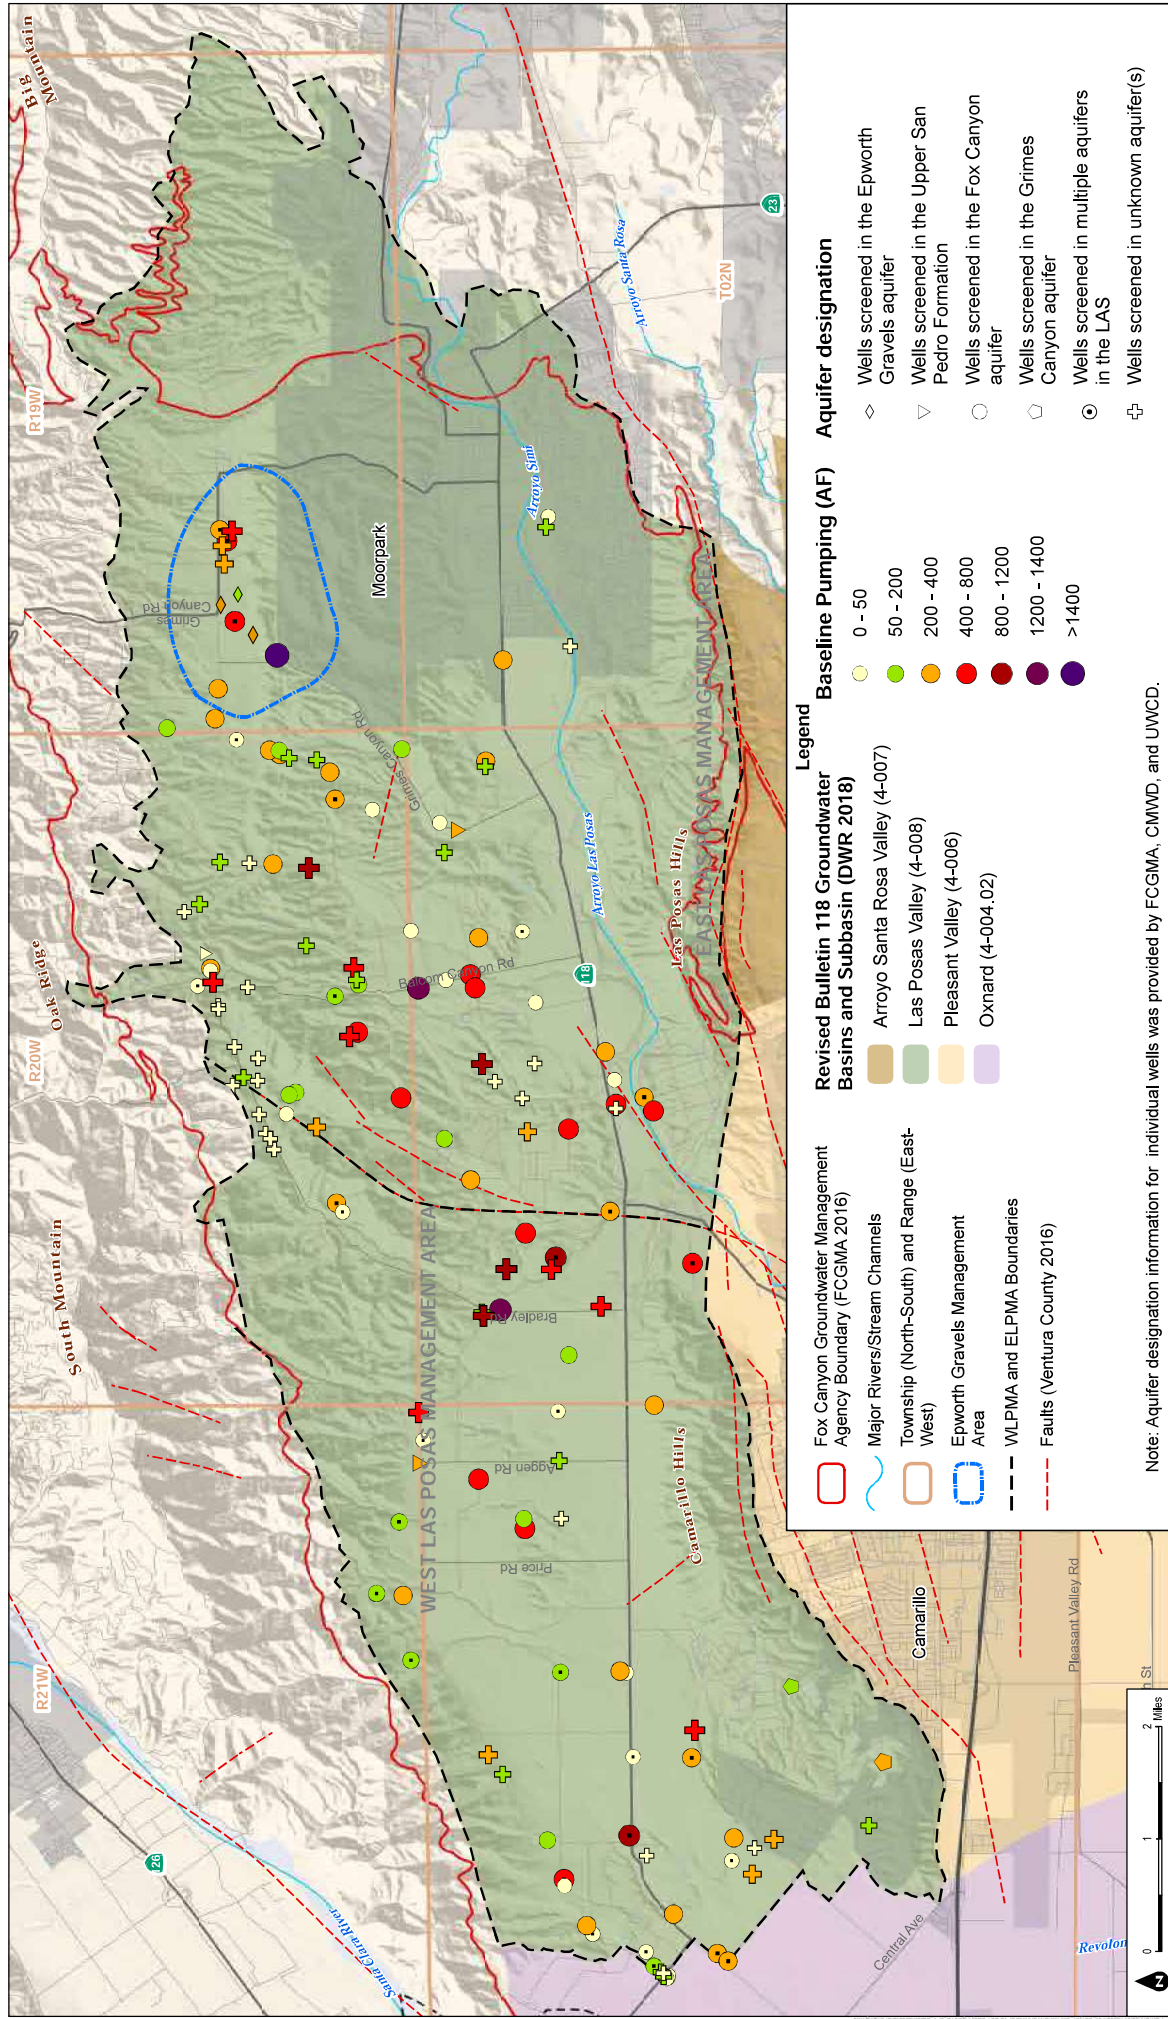 Big
Mountain
R19W
Oak Ridge
R20W
South Mountain
R21W
126
Santa Clara River
Grimes
Canyon Rd
Moorpark
Arroyo Simi
Arroyo Santa Rosa
T02N
23
Grimes Canyon Rd
Balcom Canyon Rd
Arroyo Las Posas
118
Las Posas Hills
EAST LAS POSAS MANAGEMENT AREA
WEST LAS POSAS MANAGEMENT AREA
Bradley Rd
Aggen Rd
Price Rd
Camarillo Hills
Camarillo
Pleasant Valley Rd
Central Ave
Revolon
h St
Legend
Fox Canyon Groundwater Management
Agency Boundary (FCGMA 2016)
Major Rivers/Stream Channels
Township (North-South) and Range (East-
West)
Epworth Gravels Management
Area
WLPMA and ELPMA Boundaries
Faults (Ventura County 2016)
Revised Bulletin 118 Groundwater
Basins and Subbasin (DWR 2018)
Arroyo Santa Rosa Valley (4-007)
Las Posas Valley (4-008)
Pleasant Valley (4-006)
Oxnard (4-004.02)
Baseline Pumping (AF)
0 - 50
50 - 200
200 - 400
400 - 800
800 - 1200
1200 - 1400
>1400
Aquifer designation
Wells screened in the Epworth
Gravels aquifer
Wells screened in the Upper San
Pedro Formation
Wells screened in the Fox Canyon
aquifer
Wells screened in the Grimes
Canyon aquifer
Wells screened in multiple aquifers
in the LAS
Wells screened in unknown aquifer(s)
Note: Aquifer designation information for individual wells was provided by FCGMA, CMWD, and UWCD.
Z
0 1 2
Miles